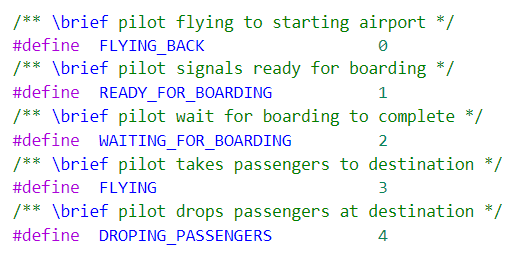 /** \brief pilot flying to starting airport */
#define  FLYING_BACK                  0
/** \brief pilot signals ready for boarding */
#define  READY_FOR_BOARDING           1
/** \brief pilot wait for boarding to complete */
#define  WAITING_FOR_BOARDING         2
/** \brief pilot takes passengers to destination */
#define  FLYING                       3
/** \brief pilot drops passengers at destination */
#define  DROPING_PASSENGERS           4